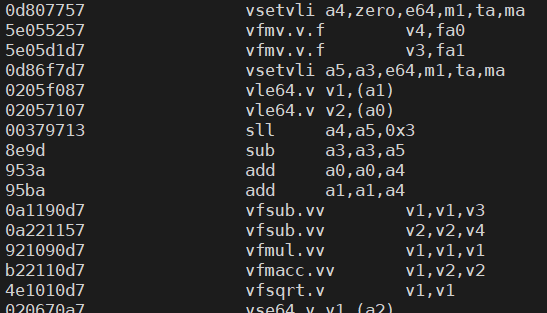 0d807757 vsetvli a4,zero,e64,m1,ta,ma
5e055257 vfmv.v.f v4,fa0
5e05d1d7 vfmv.v.f v3,fa1
0d86f7d7 vsetvli a5,a3,e64,m1,ta,ma
0205f087 vle64.v v1,(a1)
02057107 vle64.v v2,(a0)
00379713 sll a4,a5,0x3
8e9d sub a3,a3,a5
953a add a0,a0,a4
95ba add a1,a1,a4
0a1190d7 vfsub.vv v1,v1,v3
0a221157 vfsub.vv v2,v2,v4
921090d7 vfmul.vv v1,v1,v1
b22110d7 vfmacc.vv v1,v2,v2
4e1010d7 vfsqrt.v v1,v1
020670a7 vse64.v v1,(a2)